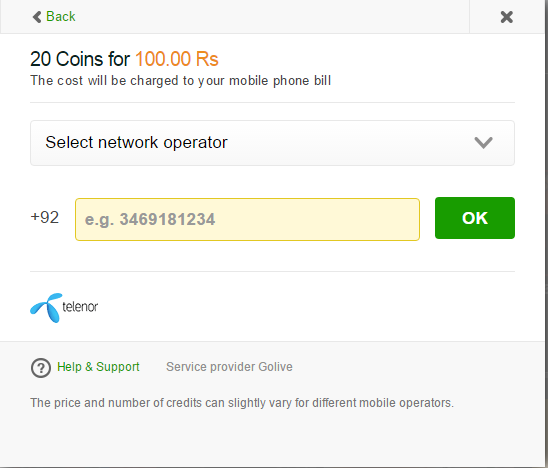 Back
20 Coins for 100.00 Rs
The cost will be charged to your mobile phone bill
Select network operator
+92 e.g. 3469181234 OK
telenor
? Help & Support Service provider Golive
The price and number of credits can slightly vary for different mobile operators.